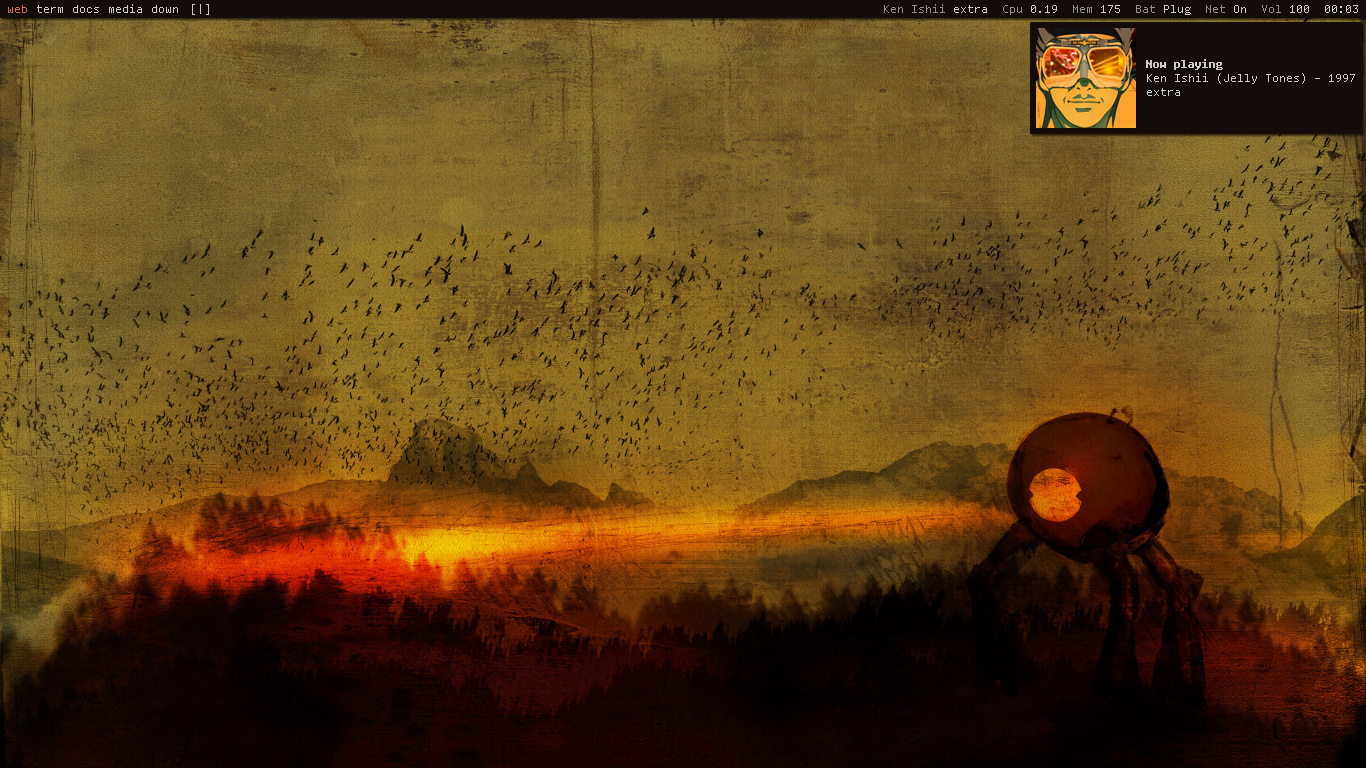 web term docs media down [|] Ken Ishii extra Cpu 0.19 Mem 175 Bat Plug Net On Vol 100 00:03
Now playing
Ken Ishii (Jelly Tones) – 1997
extra